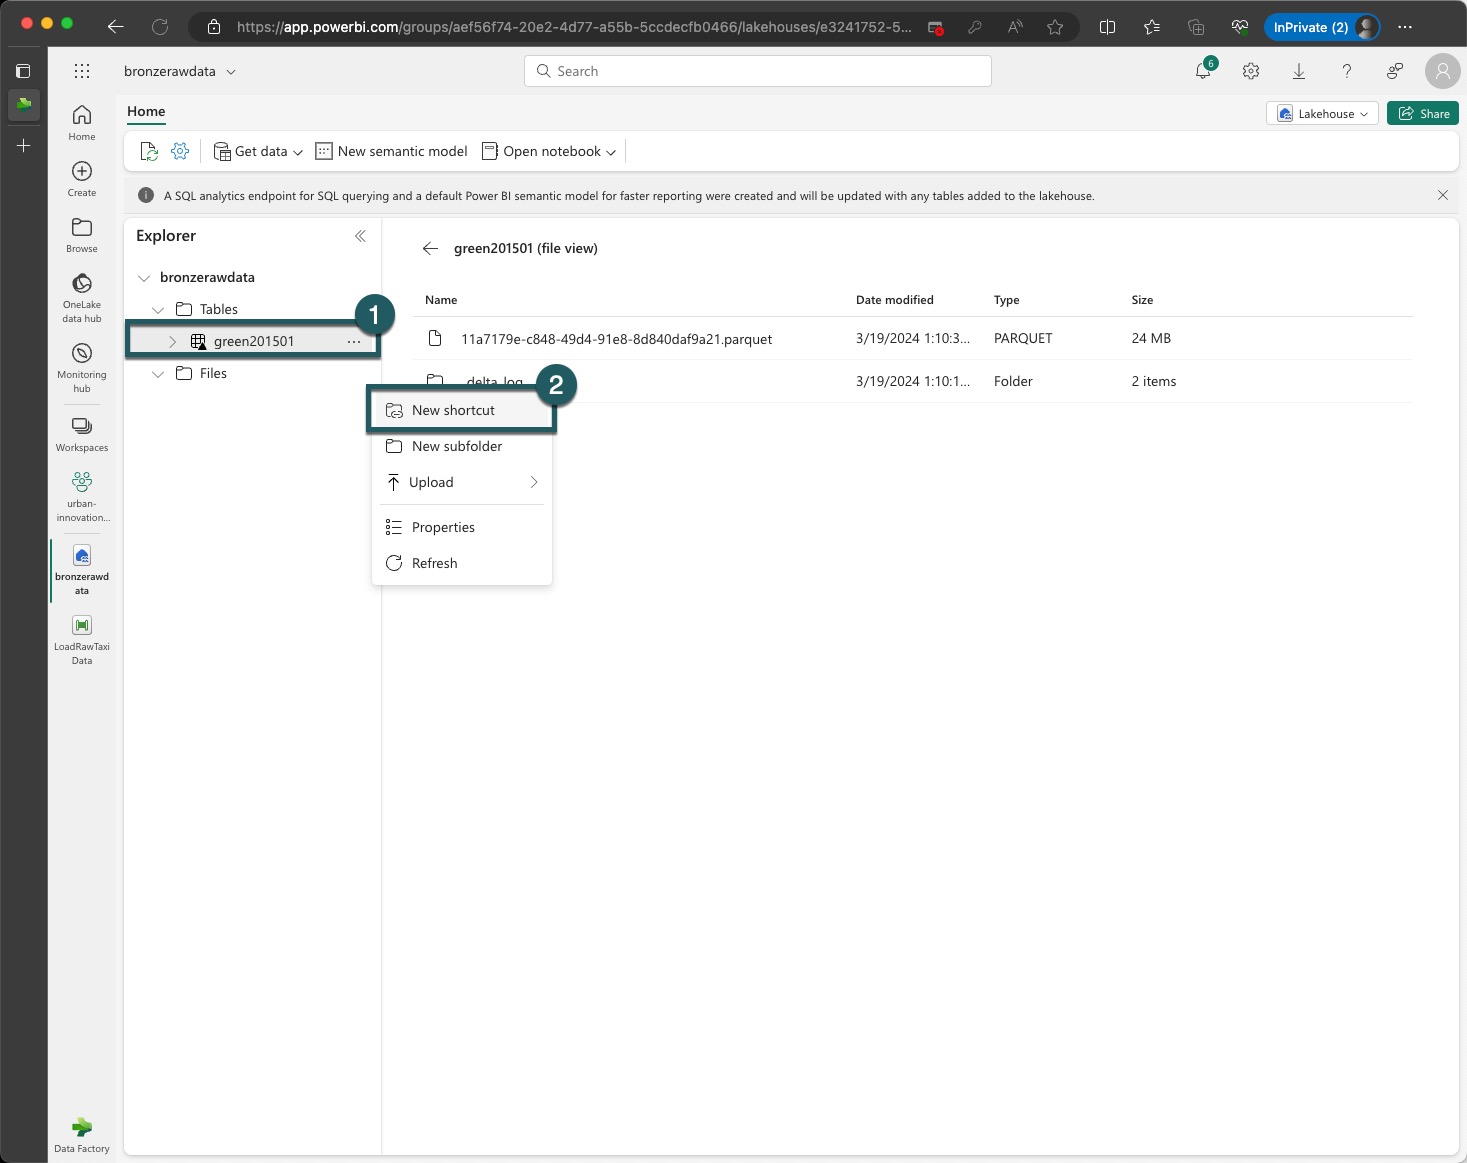 https://app.powerbi.com/groups/aef56f74-20e2-4d77-a55b-5ccdecfb0466/lakehouses/e3241752-5...
InPrivate (2)
bronzerawdata
Search
6
Home
Lakehouse
Share
Get data
New semantic model
Open notebook
A SQL analytics endpoint for SQL querying and a default Power BI semantic model for faster reporting were created and will be updated with any tables added to the lakehouse.
Home
Create
Browse
OneLake
data hub
Monitoring
hub
Workspaces
urban-
innovation...
bronzerawd
ata
LoadRawTaxi
Data
Data Factory
Explorer
bronzerawdata
Tables
1
green201501
...
Files
green201501 (file view)
Name Date modified Type Size
11a7179e-c848-49d4-91e8-8d840daf9a21.parquet 3/19/2024 1:10:3... PARQUET 24 MB
_delta_log 3/19/2024 1:10:1... Folder 2 items
2
New shortcut
New subfolder
Upload
Properties
Refresh